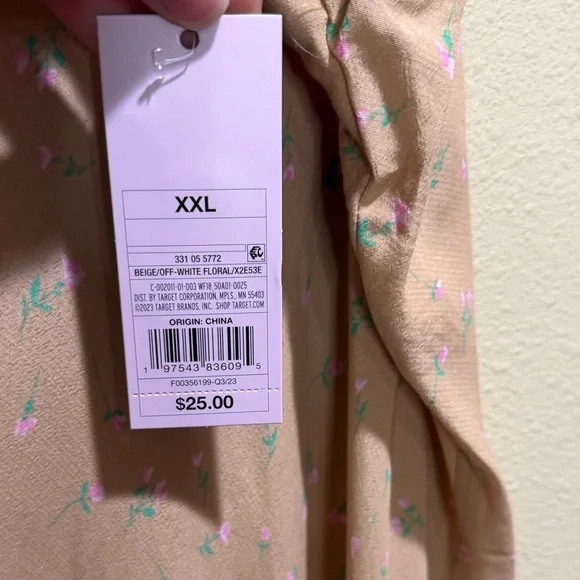 XXL
331 05 5772
BEIGE/OFF-WHITE FLORAL/X2E53E
C-D02011-01-003 WF18_50A01-0025
DIST. BY TARGET CORPORATION, MPLS., MN 55403
©2023 TARGET BRANDS, INC. SHOP TARGET.COM
ORIGIN: CHINA
1 97543 83609 5
F00356199-Q3/23
$25.00